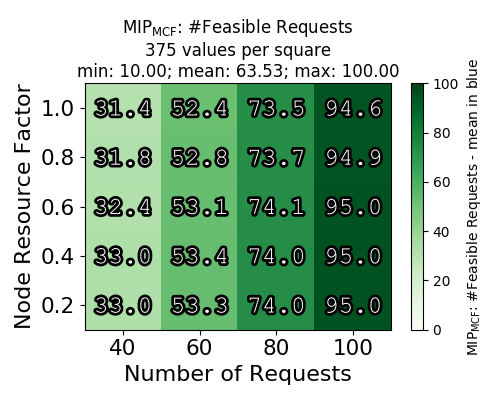 MIP_MCF: #Feasible Requests
375 values per square
min: 10.00; mean: 63.53; max: 100.00
Node Resource Factor
1.0 31.4 52.4 73.5 94.6
0.8 31.8 52.8 73.7 94.9
0.6 32.4 53.1 74.1 95.0
0.4 33.0 53.4 74.0 95.0
0.2 33.0 53.3 74.0 95.0
40 60 80 100
Number of Requests
100
80
60
40
20
0
MIP_MCF: #Feasible Requests - mean in blue